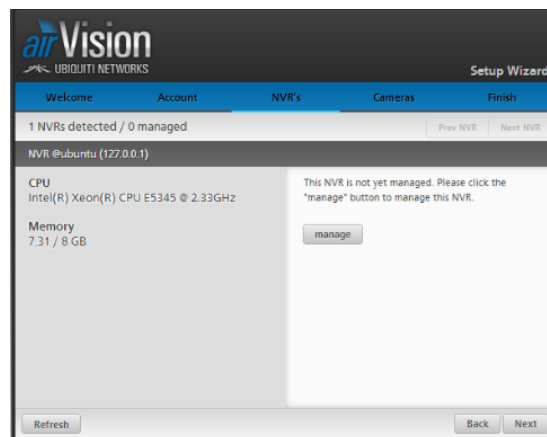 airVision
UBIQUITI NETWORKS
Setup Wizard
Welcome Account NVR's Cameras Finish
1 NVRs detected / 0 managed
Prev NVR Next NVR
NVR @ubuntu (127.0.0.1)
CPU
Intel(R) Xeon(R) CPU E5345 @ 2.33GHz
Memory
7.31 / 8 GB
This NVR is not yet managed. Please click the
"manage" button to manage this NVR.
manage
Refresh
Back Next